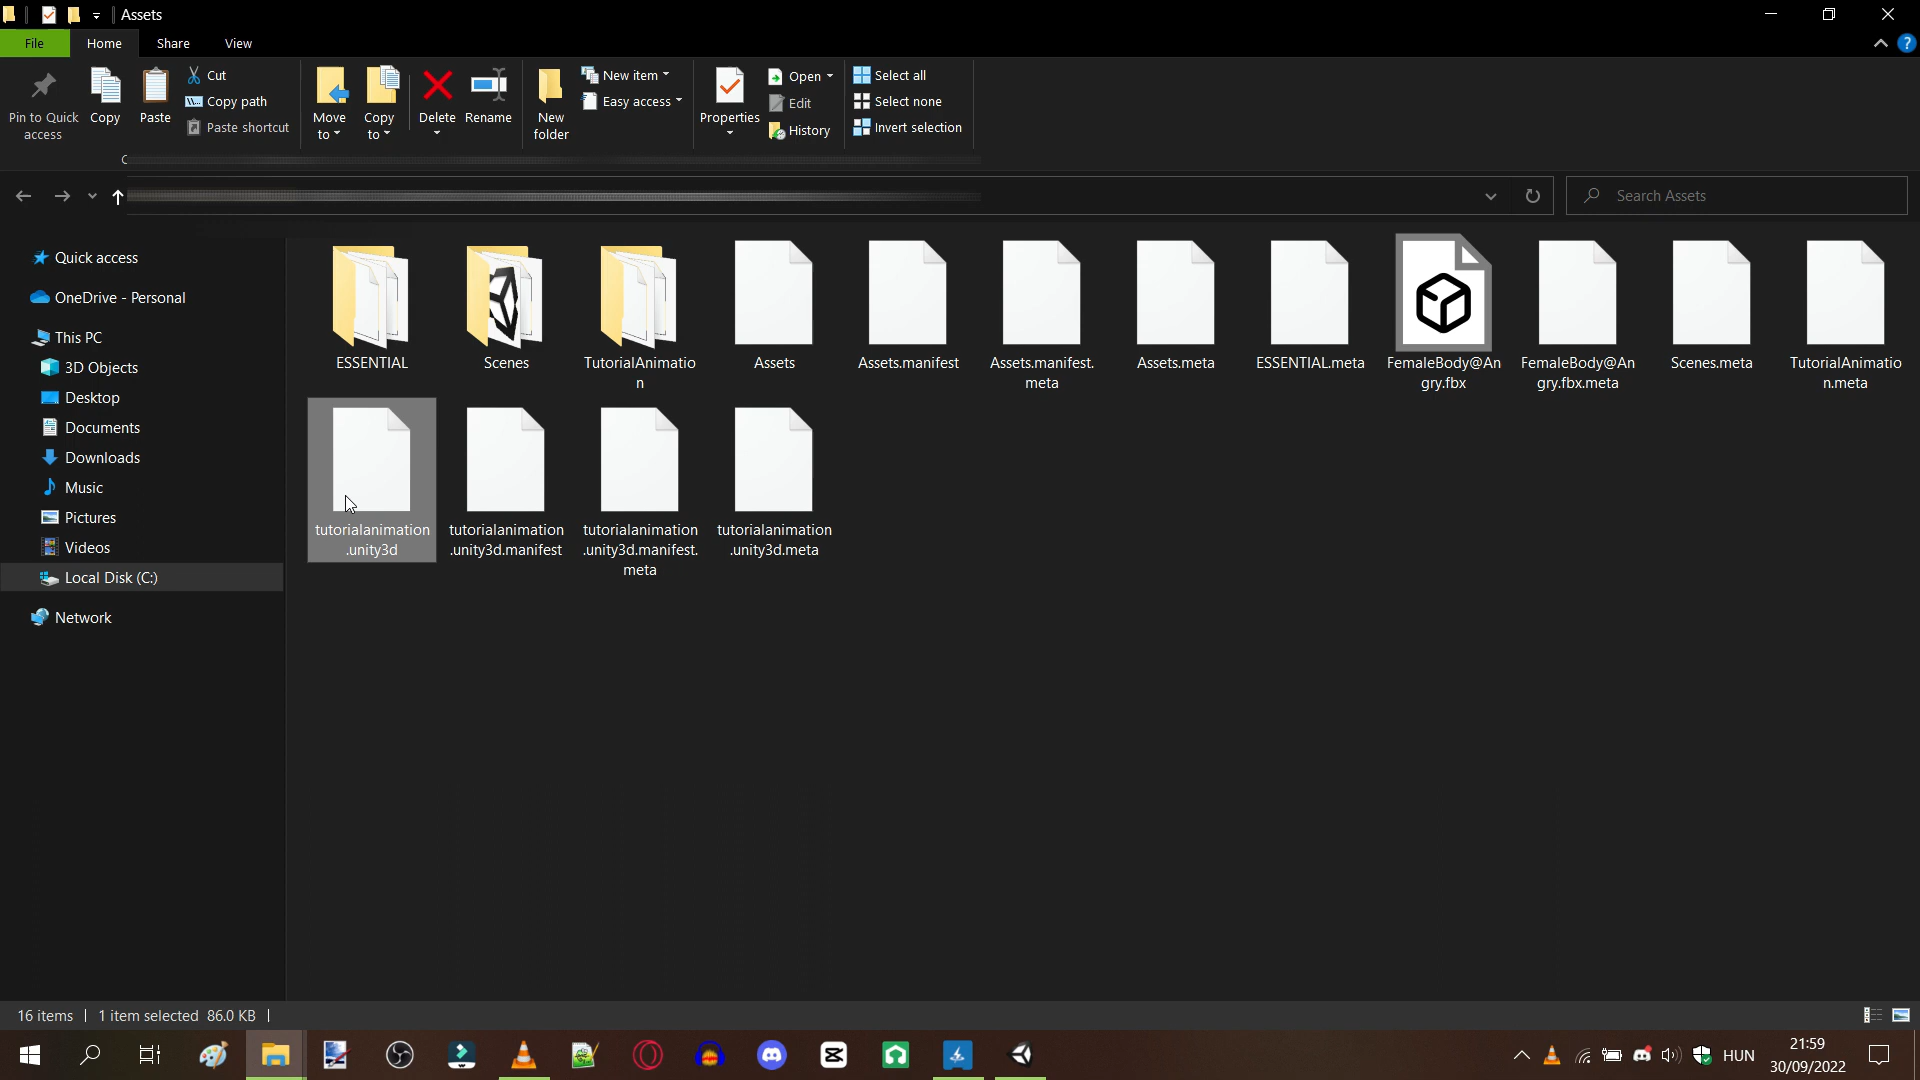 Assets
File
Home
Share
View
Pin to Quick
access
Copy
Paste
Cut
Copy path
Paste shortcut
Move
to
Copy
to
Delete
Rename
New
folder
New item
Easy access
Properties
Open
Edit
History
Select all
Select none
Invert selection
Search Assets
Quick access
OneDrive - Personal
This PC
3D Objects
Desktop
Documents
Downloads
Music
Pictures
Videos
Local Disk (C:)
Network
ESSENTIAL
Scenes
TutorialAnimatio
n
Assets
Assets.manifest
Assets.manifest.
meta
Assets.meta
ESSENTIAL.meta
FemaleBody@An
gry.fbx
FemaleBody@An
gry.fbx.meta
Scenes.meta
TutorialAnimatio
n.meta
tutorialanimation
.unity3d
tutorialanimation
.unity3d.manifest
tutorialanimation
.unity3d.manifest.
meta
tutorialanimation
.unity3d.meta
16 items
1 item selected 86.0 KB
HUN
21:59
30/09/2022